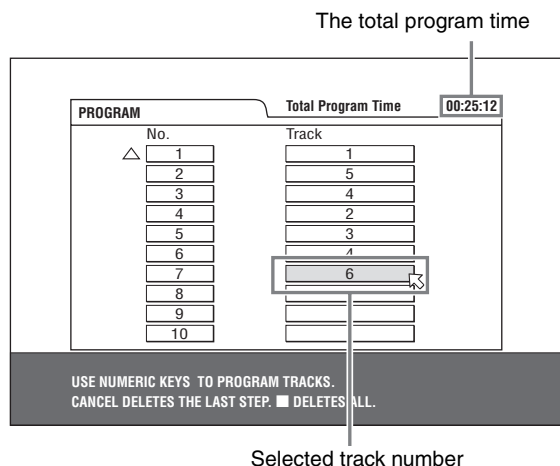 The total program time
PROGRAM Total Program Time 00:25:12
No. Track
1 1
2 5
3 4
4 2
5 3
6 4
7 6
8
9
10
USE NUMERIC KEYS TO PROGRAM TRACKS.
CANCEL DELETES THE LAST STEP. ■ DELETES ALL.
Selected track number